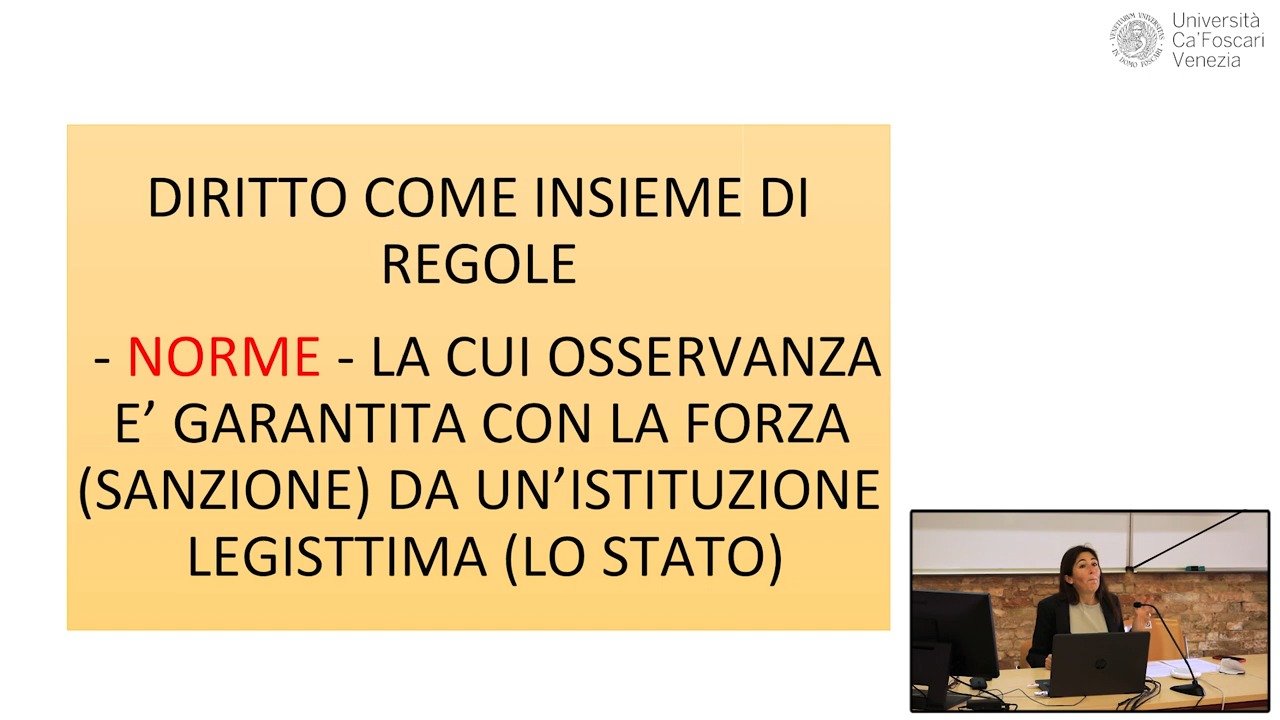 Università
Ca'Foscari
Venezia
DIRITTO COME INSIEME DI
REGOLE
- NORME - LA CUI OSSERVANZA
E' GARANTITA CON LA FORZA
(SANZIONE) DA UN'ISTITUZIONE
LEGISTTIMA (LO STATO)